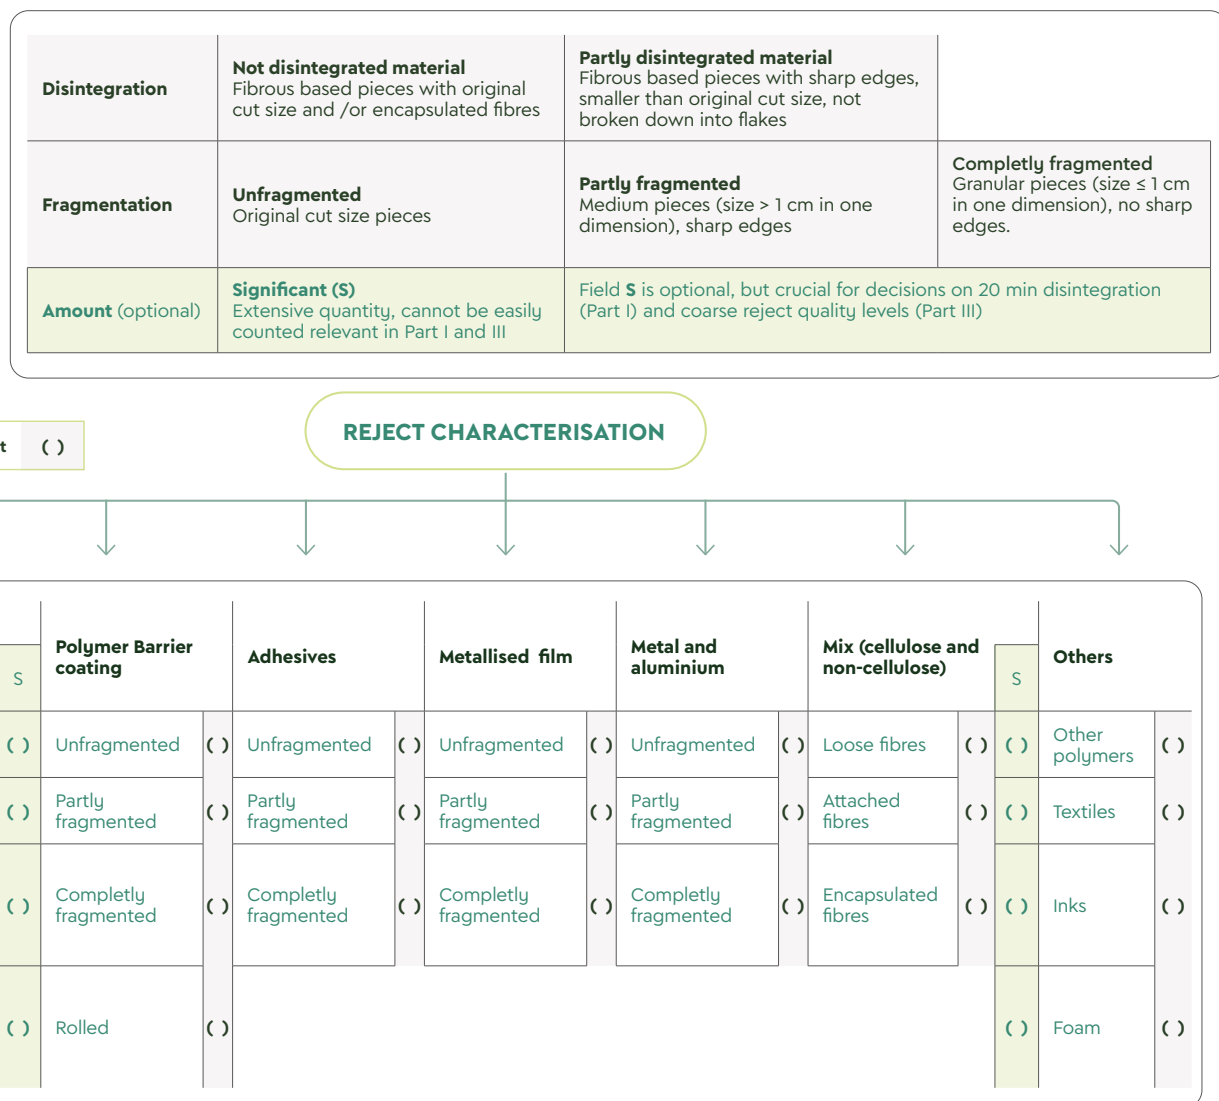 Disintegration
Not disintegrated material
Fibrous based pieces with original
cut size and /or encapsulated fibres
Partly disintegrated material
Fibrous based pieces with sharp edges,
smaller than original cut size, not
broken down into flakes
Fragmentation
Unfragmented
Original cut size pieces
Partly fragmented
Medium pieces (size > 1 cm in one
dimension), sharp edges
Completly fragmented
Granular pieces (size ≤ 1 cm
in one dimension), no sharp
edges.
Amount (optional)
Significant (S)
Extensive quantity, cannot be easily
counted relevant in Part I and III
Field S is optional, but crucial for decisions on 20 min disintegration
(Part I) and coarse reject quality levels (Part III)
t ( )
REJECT CHARACTERISATION
S
Polymer Barrier
coating
Adhesives
Metallised film
Metal and
aluminium
Mix (cellulose and
non-cellulose)
S
Others
( ) Unfragmented ( ) Unfragmented ( ) Unfragmented ( ) Unfragmented ( ) Loose fibres ( ) ( )
Other
polymers
( )
( )
Partly
fragmented
( )
Partly
fragmented
( )
Partly
fragmented
( )
Partly
fragmented
( )
Attached
fibres
( ) ( ) Textiles ( )
( )
Completly
fragmented
( )
Completly
fragmented
( )
Completly
fragmented
( )
Completly
fragmented
( )
Encapsulated
fibres
( ) ( ) Inks ( )
( ) Rolled ( ) ( ) Foam ( )